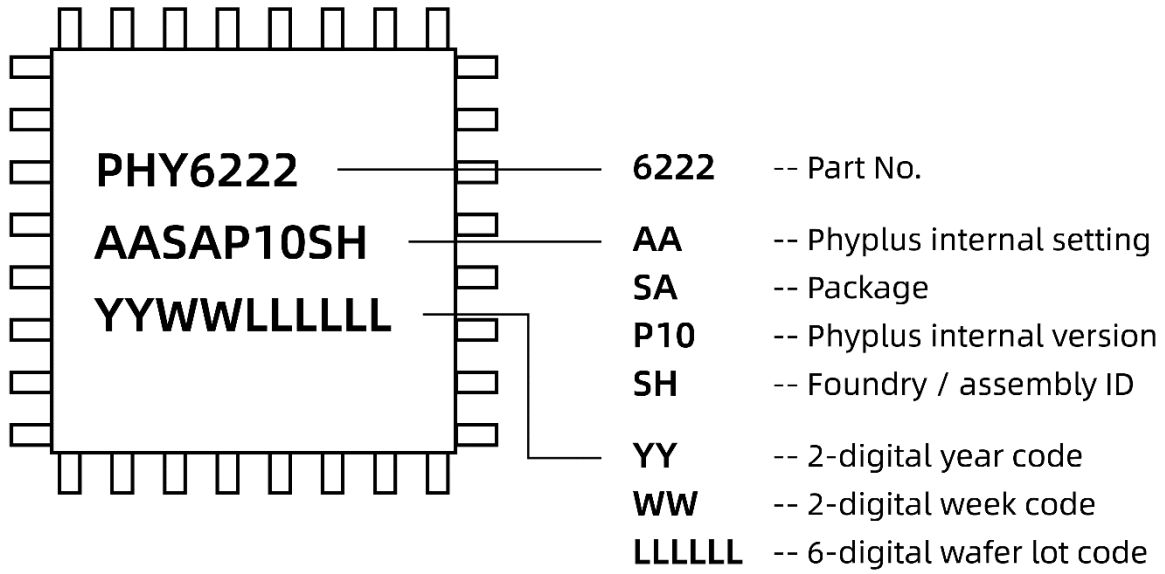 PHY6222
AASAP10SH
YYWWLLLLLL
6222 -- Part No.
AA -- Phyplus internal setting
SA -- Package
P10 -- Phyplus internal version
SH -- Foundry / assembly ID
YY -- 2-digital year code
WW -- 2-digital week code
LLLLLL -- 6-digital wafer lot code